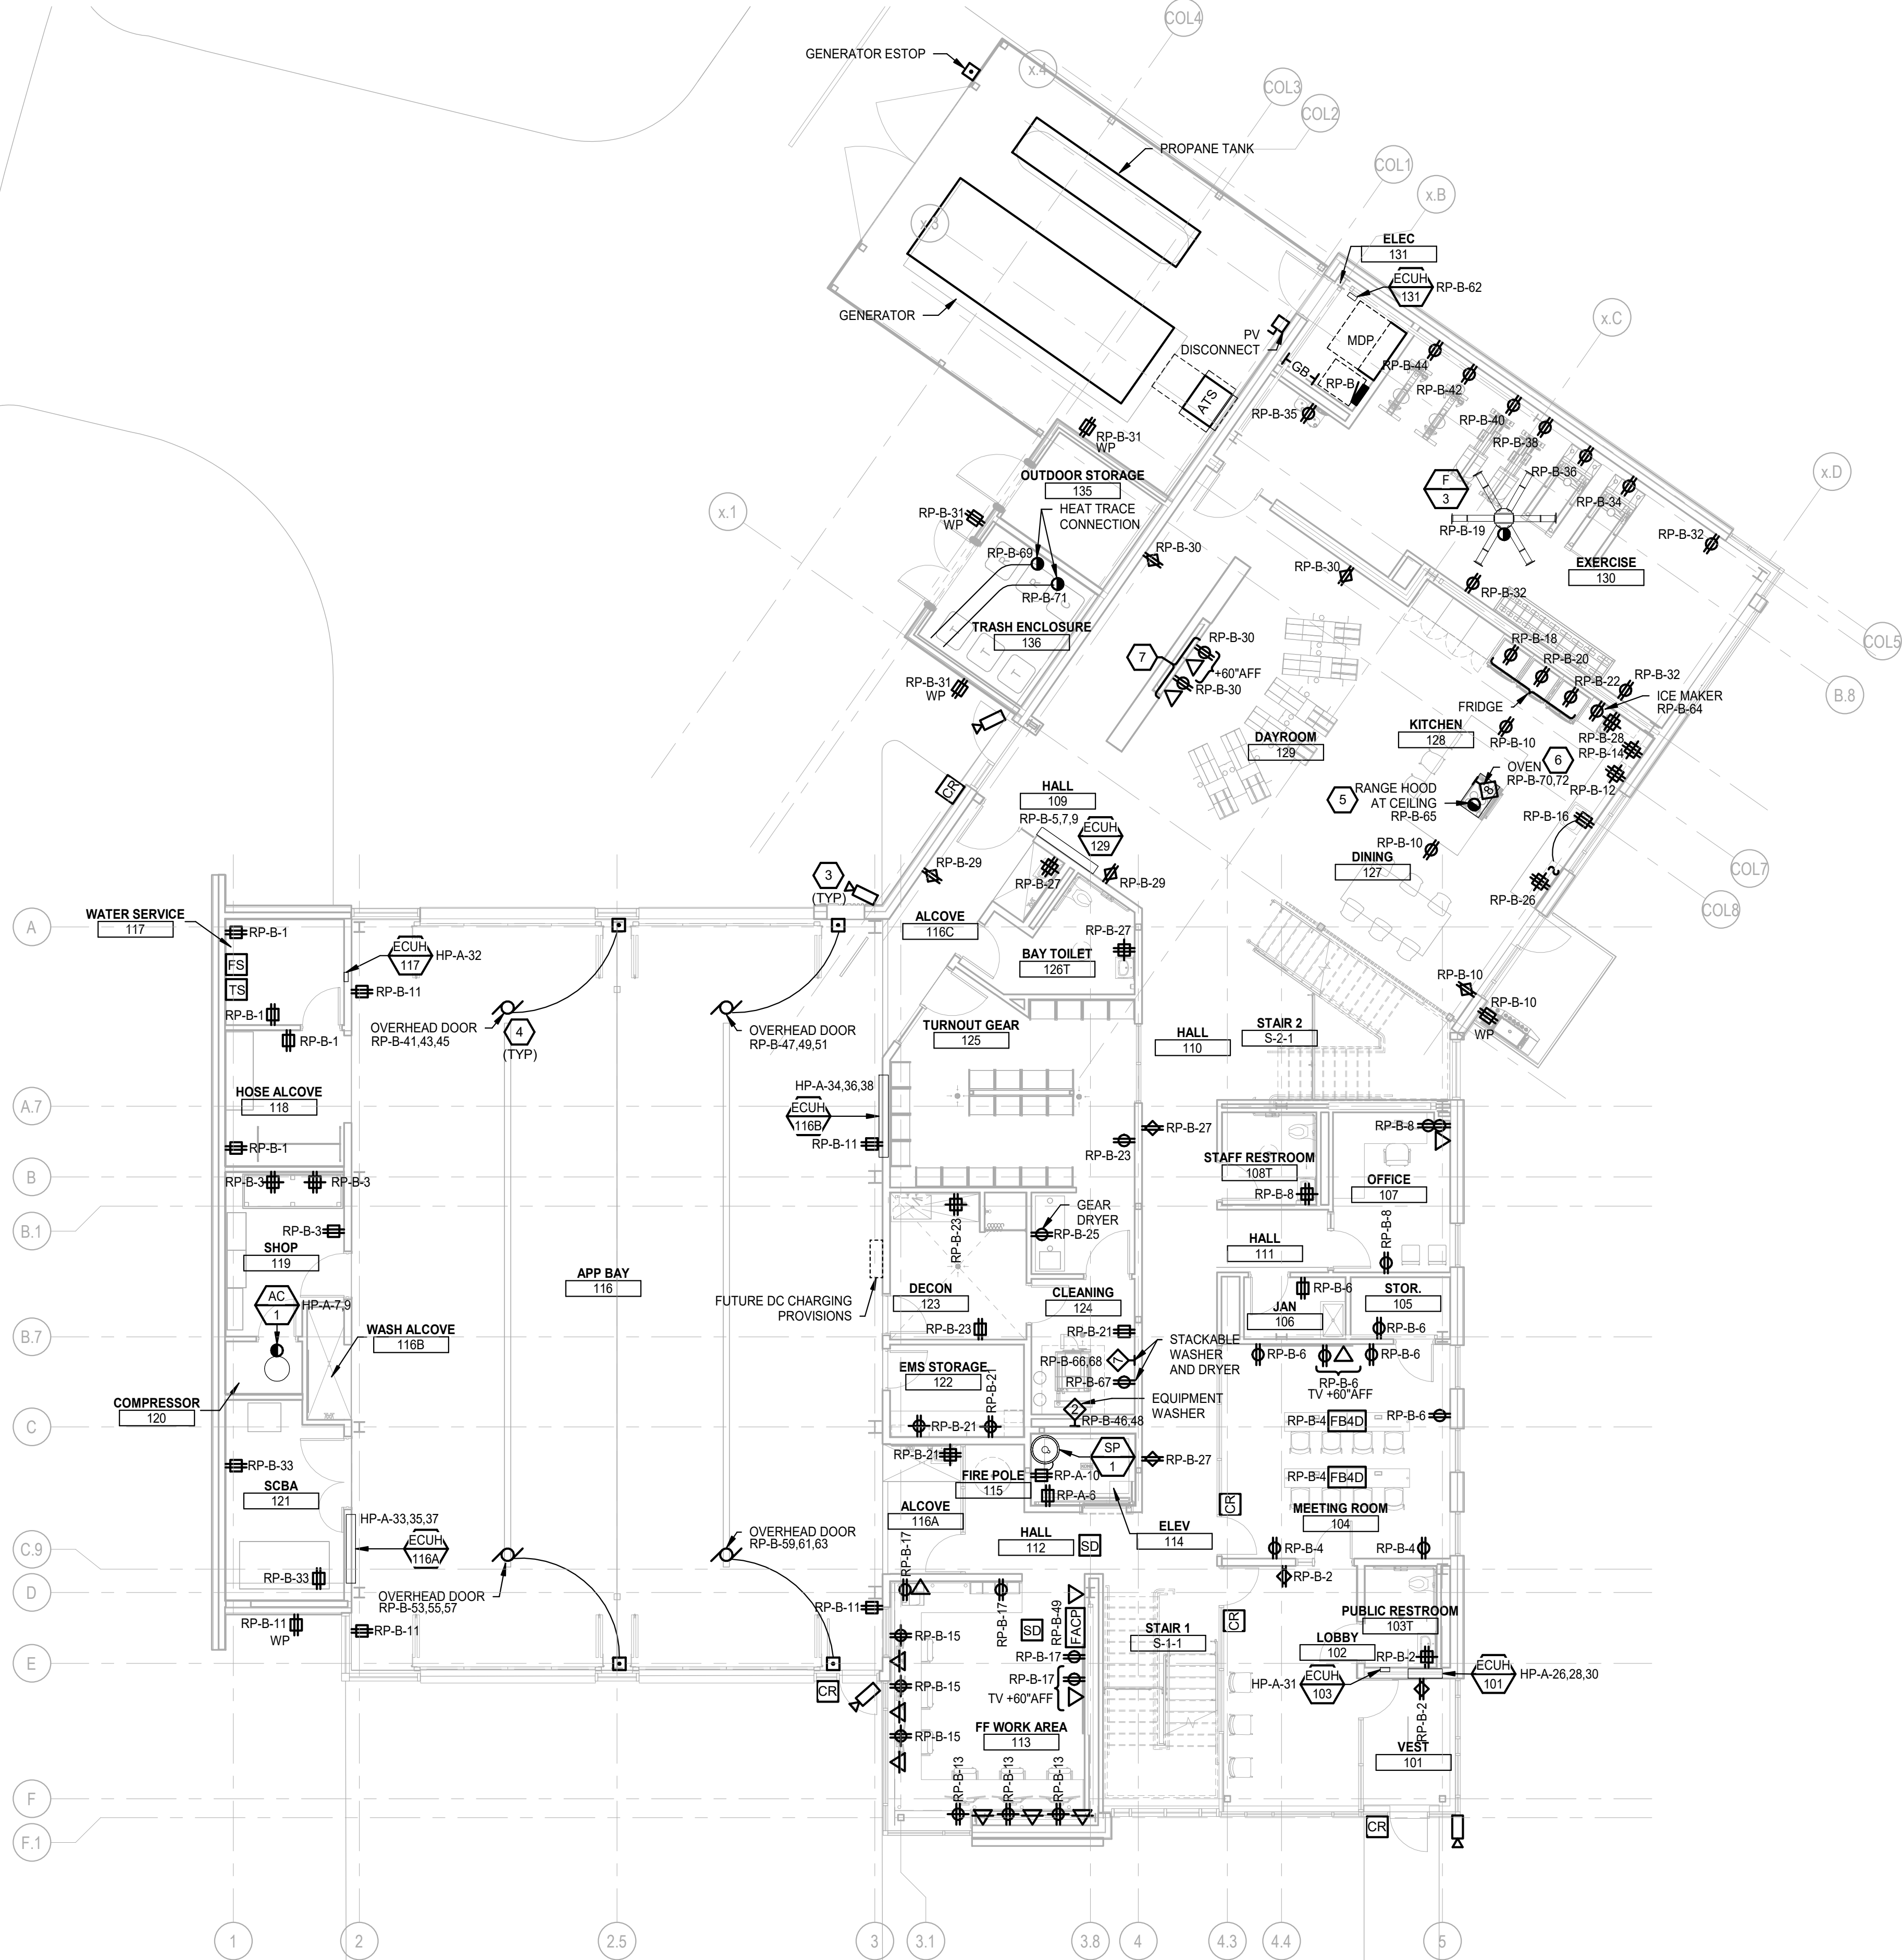 COL4
GENERATOR ESTOP
x.4
COL3
COL2
PROPANE TANK
COL1
x.B
x.3
ELEC
131
ECUH
131
RP-B-62
GENERATOR
PV
DISCONNECT
MDP
x.C
GB
RP-B
RP-B-44
RP-B-42
ATS
RP-B-35
RP-B-40
RP-B-31
WP
RP-B-38
OUTDOOR STORAGE
135
F
3
RP-B-36
x.D
x.1
RP-B-31
WP
HEAT TRACE
CONNECTION
RP-B-34
RP-B-19
RP-B-69
RP-B-30
RP-B-30
RP-B-32
EXERCISE
130
RP-B-71
RP-B-32
TRASH ENCLOSURE
136
R
R
C
C
T
T
T
T
RP-B-30
7
+60"AFF
RP-B-30
RP-B-18
RP-B-20
COL5
RP-B-31
WP
RP-B-22
RP-B-32
ICE MAKER
RP-B-64
B.8
FRIDGE
KITCHEN
128
DAYROOM
129
RP-B-10
RP-B-28
RP-B-14
6
OVEN
RP-B-70,72
8
RP-B-12
CR
HALL
109
5
RANGE HOOD
AT CEILING
RP-B-65
RP-B-5,7,9
ECUH
129
RP-B-16
RP-B-10
DINING
127
COL7
3
(TYP)
RP-B-29
RP-B-27
RP-B-29
RP-B-26
COL8
A
WATER SERVICE
117
RP-B-1
ALCOVE
116C
RP-B-27
ECUH
117
HP-A-32
FS
TS
BAY TOILET
126T
RP-B-11
RP-B-10
RP-B-10
WP
RP-B-1
OVERHEAD DOOR
RP-B-41,43,45
4
(TYP)
OVERHEAD DOOR
RP-B-47,49,51
TURNOUT GEAR
125
HALL
110
STAIR 2
S-2-1
RP-B-1
HOSE ALCOVE
118
HP-A-34,36,38
ECUH
116B
A.7
RP-B-1
RP-B-11
RP-B-23
RP-B-27
RP-B-8
B
RP-B-3
RP-B-3
STAFF RESTROOM
108T
OFFICE
107
RP-B-8
GEAR
DRYER
RP-B-23
RP-B-25
RP-B-8
B.1
RP-B-3
SHOP
119
APP BAY
116
HALL
111
AC
1
HP-A-7,9
FUTURE DC CHARGING
PROVISIONS
DECON
123
CLEANING
124
RP-B-6
JAN
106
STOR.
105
B.7
WASH ALCOVE
116B
RP-B-23
RP-B-21
RP-B-6
STACKABLE
WASHER
AND DRYER
RP-B-6
RP-B-6
EMS STORAGE
122
RP-B-66,68
7
RP-B-67
RP-B-6
TV +60"AFF
COMPRESSOR
120
RP-B-21
EQUIPMENT
WASHER
2
RP-B-46,48
C
RP-B-21
RP-B-4
FB4D
RP-B-6
RP-B-21
SP
1
RP-B-27
RP-B-33
SCBA
121
FIRE POLE
115
RP-A-10
RP-B-4
FB4D
RP-A-6
HP-A-33,35,37
ECUH
116A
ALCOVE
116A
CR
MEETING ROOM
104
OVERHEAD DOOR
RP-B-59,61,63
HALL
112
SD
ELEV
114
C.9
RP-B-17
RP-B-4
RP-B-4
D
RP-B-33
OVERHEAD DOOR
RP-B-53,55,57
RP-B-2
RP-B-11
WP
RP-B-11
RP-B-11
RP-B-17
RP-B-49
FACP
SD
CR
PUBLIC RESTROOM
103T
RP-B-15
STAIR 1
S-1-1
LOBBY
102
E
RP-B-17
RP-B-2
CR
RP-B-15
RP-B-17
TV +60"AFF
HP-A-31
ECUH
103
ECUH
101
HP-A-26,28,30
RP-B-2
RP-B-15
FF WORK AREA
113
VEST
101
RP-B-13
RP-B-13
RP-B-13
F
F.1
CR
1
2
2.5
3
3.1
3.8
4
4.3
4.4
5